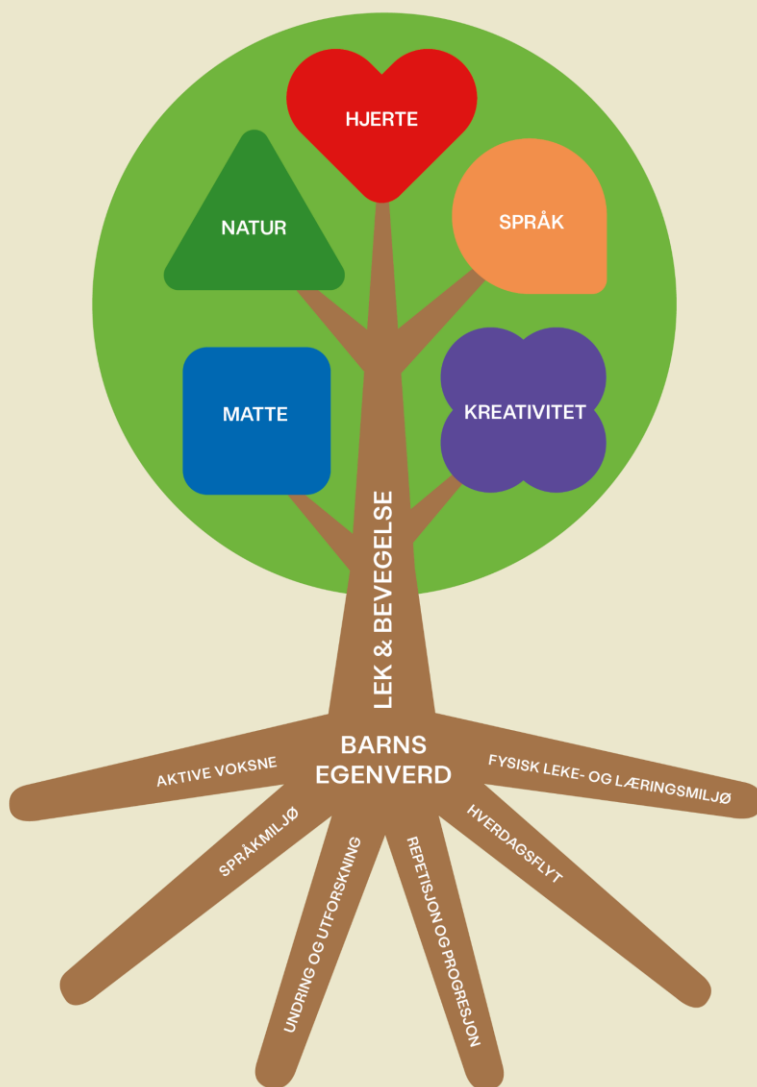 HJERTE
NATUR
SPRÅK
MATTE
KREATIVITET
LEK & BEVEGELSE
BARNS
EGENVERD
AKTIVE VOKSNE
SPRÅKMILJØ
UNDRING OG UTFORSKNING
REPETISJON OG PROGRESJON
HVERDAGSFLYT
FYSISK LEKE- OG LÆRINGSMILJØ